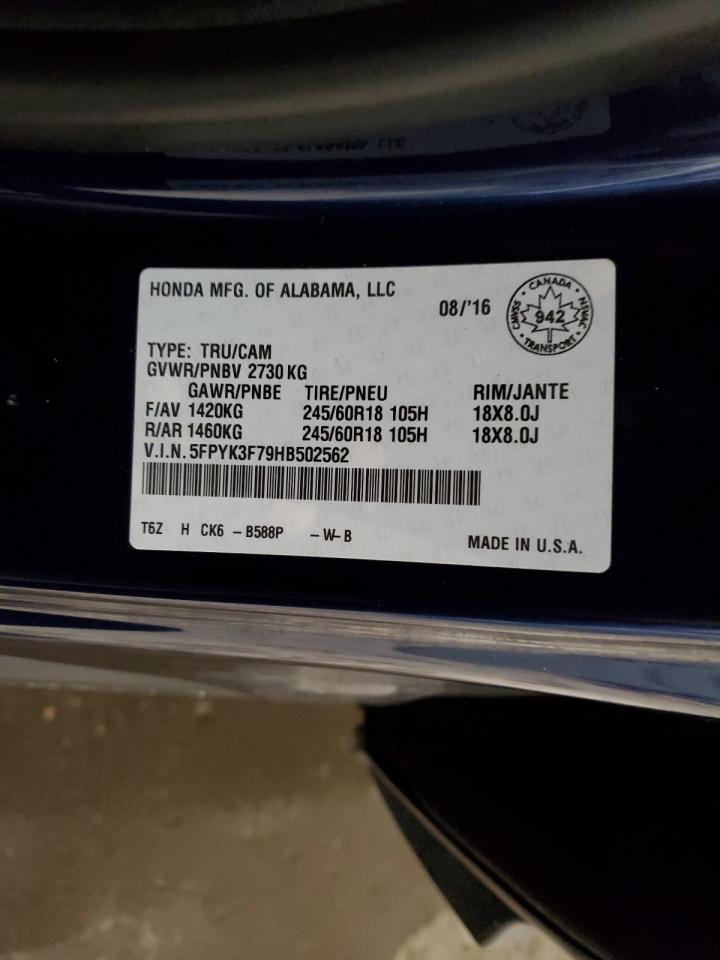 HONDA MFG. OF ALABAMA, LLC
08/'16
CANADA
CMVSS
942
NSVAC
TRANSPORT
TYPE: TRU/CAM
GVWR/PNBV 2730 KG
GAWR/PNBE TIRE/PNEU RIM/JANTE
F/AV 1420KG 245/60R18 105H 18X8.0J
R/AR 1460KG 245/60R18 105H 18X8.0J
V.I.N. 5FPYK3F79HB502562
T6Z H CK6 - B588P - W- B
MADE IN U.S.A.